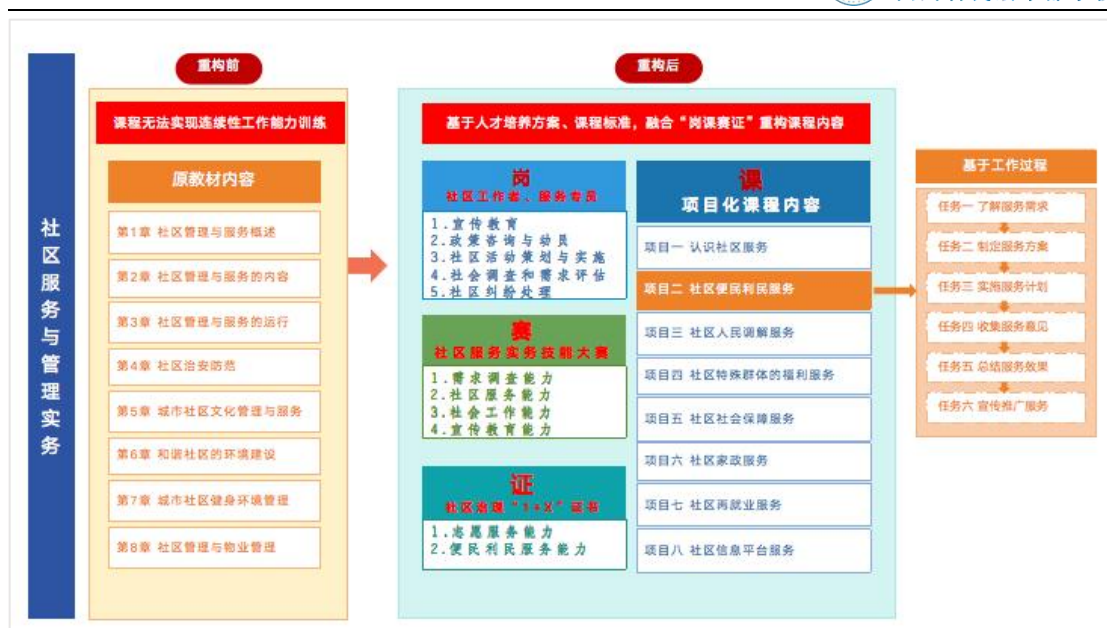 社区服务与管理实务
重构前
课程无法实现连续性工作能力训练
原教材内容
第1章 社区管理与服务概述
第2章 社区管理与服务的内容
第3章 社区管理与服务的运行
第4章 社区治安防范
第5章 城市社区文化管理与服务
第6章 和谐社区的环境建设
第7章 城市社区健身环境管理
第8章 社区管理与物业管理
重构后
基于人才培养方案、课程标准，融合“岗课赛证”重构课程内容
岗
社区工作者、服务专员
1.宣传教育
2.政策咨询与动员
3.社区活动策划与实施
4.社会调查和需求评估
5.社区纠纷处理
赛
社区服务实务技能大赛
1.需求调查能力
2.社区服务能力
3.社会工作能力
4.宣传教育能力
证
社区治理“1+X”证书
1.志愿服务能力
2.便民利民服务能力
课
项目化课程内容
项目一 认识社区服务
项目二 社区便民利民服务
项目三 社区人民调解服务
项目四 社区特殊群体的福利服务
项目五 社区社会保障服务
项目六 社区家政服务
项目七 社区再就业服务
项目八 社区信息平台服务
基于工作过程
任务一 了解服务需求
任务二 制定服务方案
任务三 实施服务计划
任务四 收集服务意见
任务五 总结服务效果
任务六 宣传推广服务